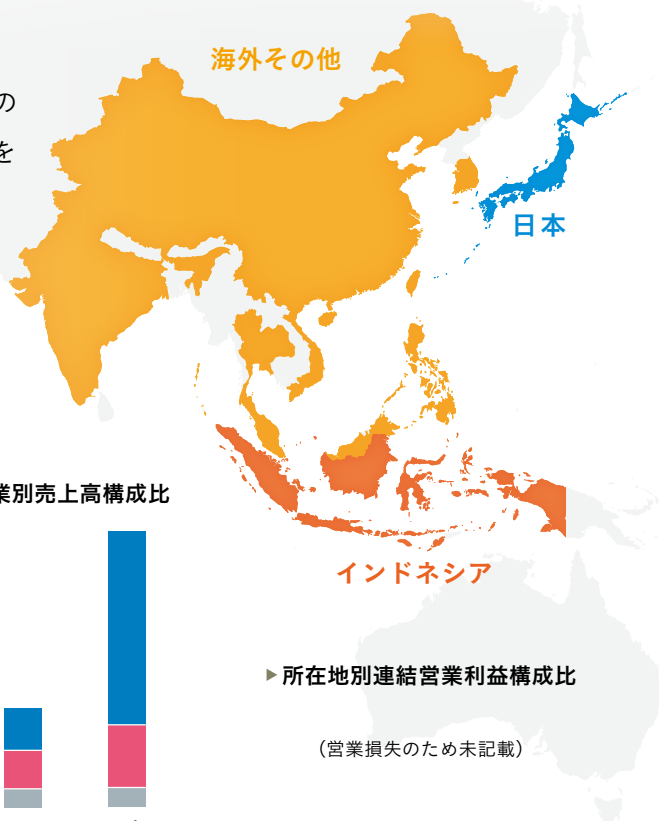 海外その他
の
を
日本
インドネシア
業別売上高構成比
▶所在地別連結営業利益構成比
（営業損失のため未記載）